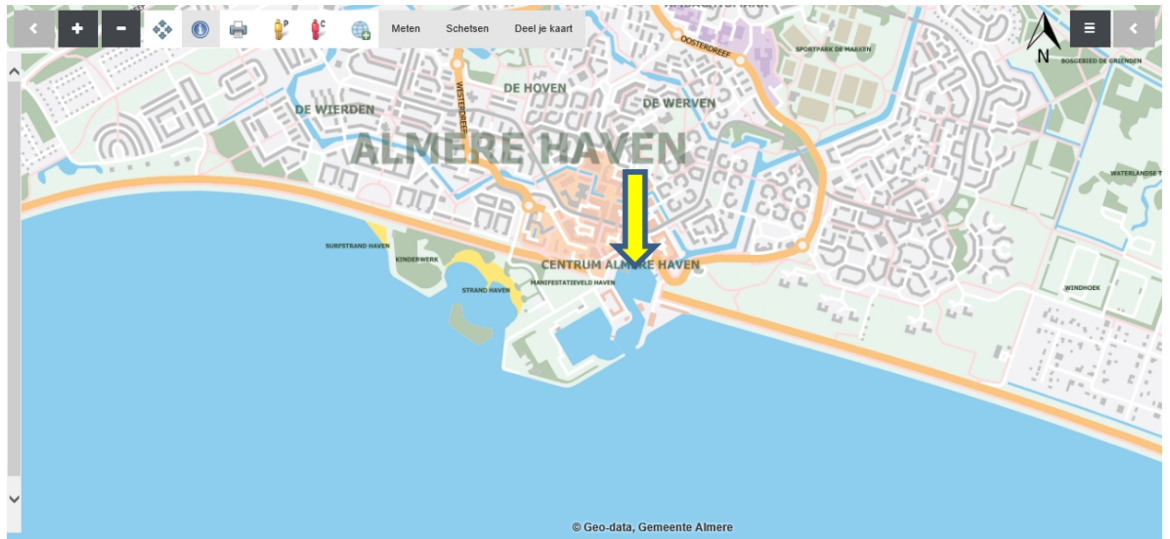 Meten Schetsen Deel je kaart
OOSTERDREEF
SPORTPARK DE MARKEN
N
BOSGEBIED DE GRIENDEN
DE HOVEN
WESTERDREEF
DE WIERDEN
DE WERVEN
ALMERE HAVEN
WATERLANDSE
SURFSTRAND HAVEN
KINDERWERK
CENTRUM ALMERE HAVEN
STRAND HAVEN
MANIFESTATIEVELD HAVEN
WINDHOEK
© Geo-data, Gemeente Almere